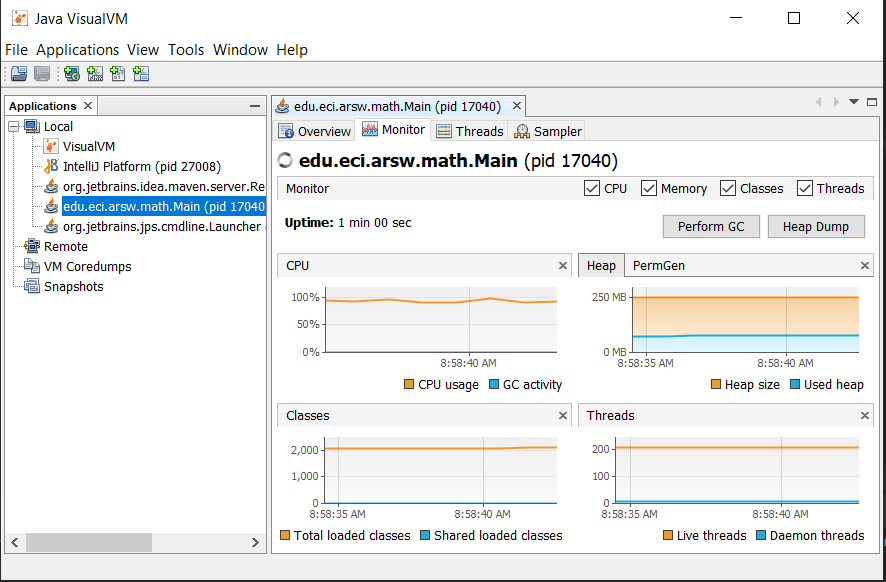 Java VisualVM
File Applications View Tools Window Help
Applications
Local
VisualVM
IntelliJ Platform (pid 27008)
org.jetbrains.idea.maven.server.Re
edu.eci.arsw.math.Main (pid 17040
org.jetbrains.jps.cmdline.Launcher (
Remote
VM Coredumps
Snapshots
edu.eci.arsw.math.Main (pid 17040)
Overview Monitor Threads Sampler
edu.eci.arsw.math.Main (pid 17040)
Monitor CPU Memory Classes Threads
Uptime: 1 min 00 sec Perform GC Heap Dump
CPU
100%
50%
0%
8:58:40 AM
CPU usage GC activity
Heap PermGen
250 MB
0 MB
8:58:35 AM 8:58:40 AM
Heap size Used heap
Classes
2,000
1,000
0
8:58:35 AM 8:58:40 AM
Total loaded classes Shared loaded classes
Threads
200
100
0
8:58:35 AM 8:58:40 AM
Live threads Daemon threads